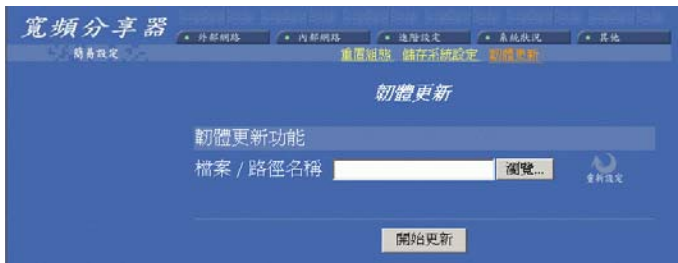 寬頻分享器
外部網路 內部網路 進階設定 系統狀況 其他
簡易設定
重置組態 儲存系統設定 韌體更新
韌體更新
韌體更新功能
檔案 / 路徑名稱 瀏覽... 重新設定
開始更新